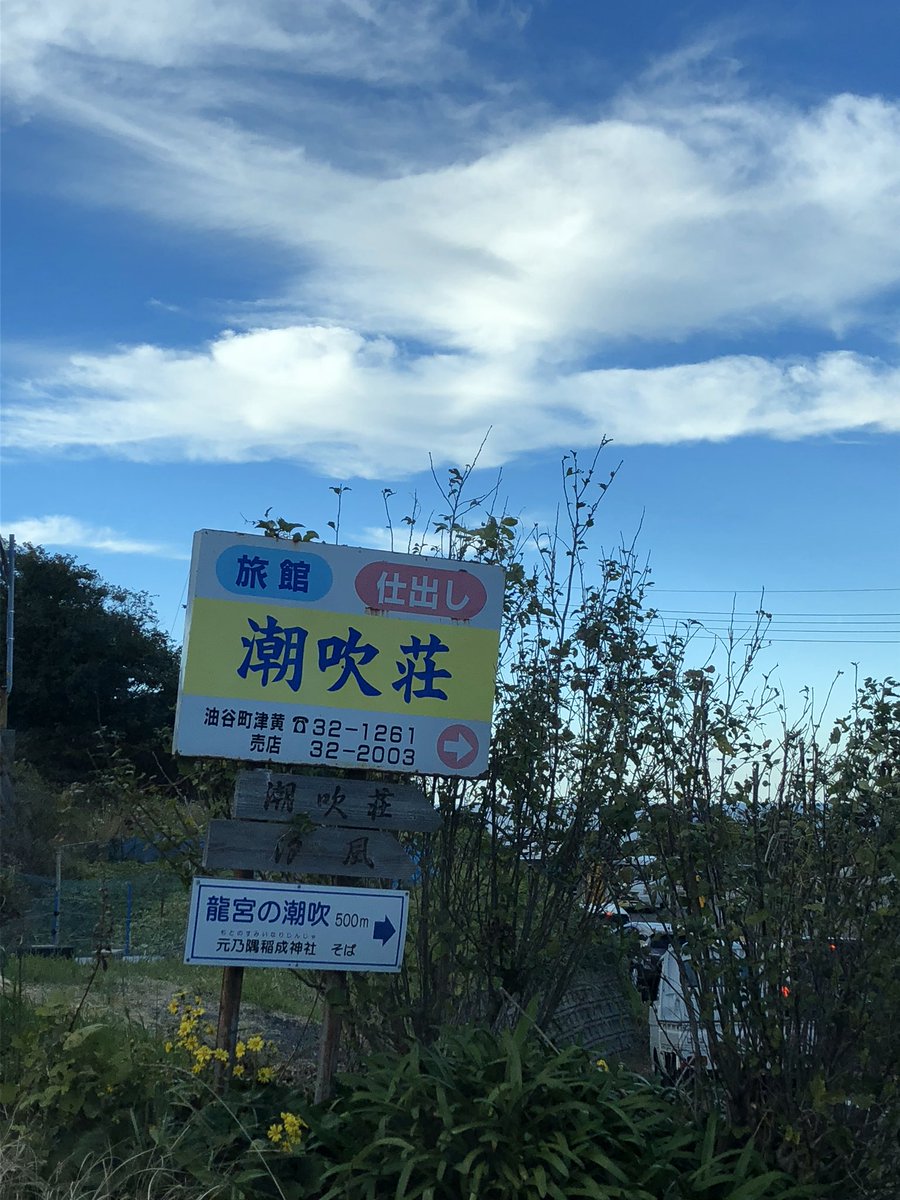 旅館 仕出し
潮吹荘
油谷町津黄 ☎32-1261
売店 32-2003
潮吹荘
汐風
龍宮の潮吹 500m
もとのすみいなりじんじゃ
元乃隅稲成神社 そば